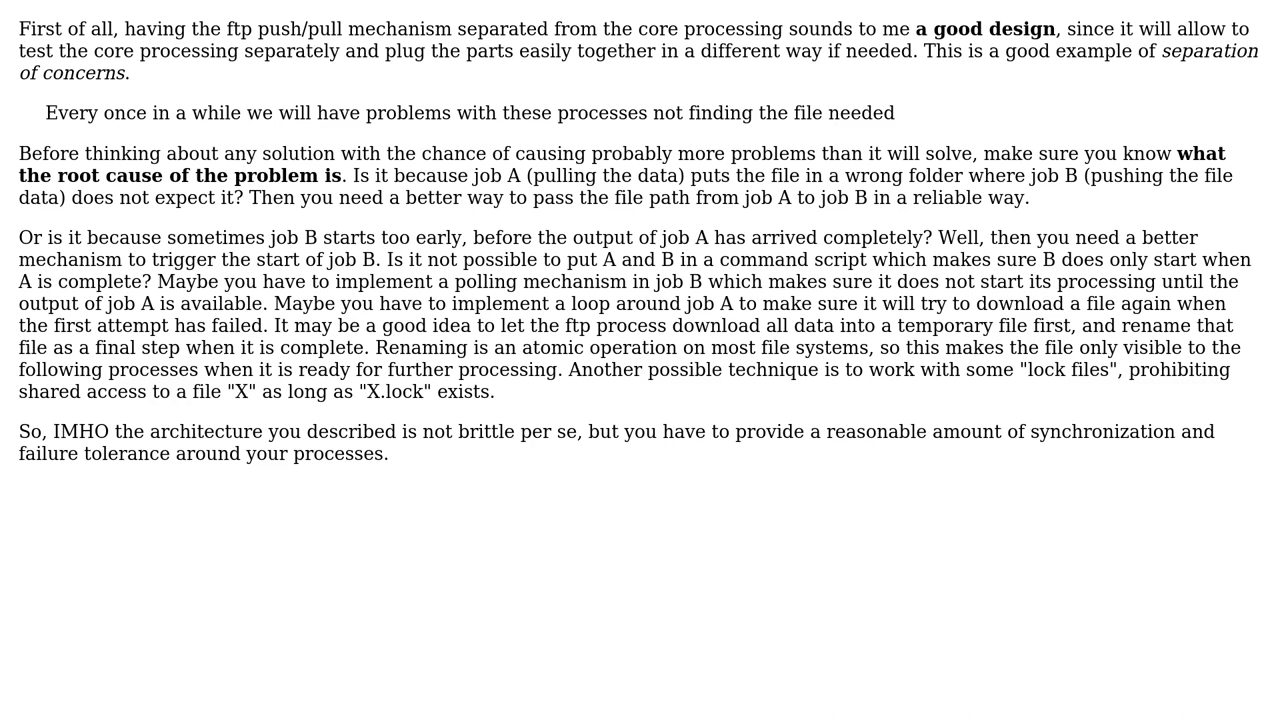 First of all, having the ftp push/pull mechanism separated from the core processing sounds to me a good design, since it will allow to
test the core processing separately and plug the parts easily together in a different way if needed. This is a good example of separation
of concerns.
Every once in a while we will have problems with these processes not finding the file needed
Before thinking about any solution with the chance of causing probably more problems than it will solve, make sure you know what
the root cause of the problem is. Is it because job A (pulling the data) puts the file in a wrong folder where job B (pushing the file
data) does not expect it? Then you need a better way to pass the file path from job A to job B in a reliable way.
Or is it because sometimes job B starts too early, before the output of job A has arrived completely? Well, then you need a better
mechanism to trigger the start of job B. Is it not possible to put A and B in a command script which makes sure B does only start when
A is complete? Maybe you have to implement a polling mechanism in job B which makes sure it does not start its processing until the
output of job A is available. Maybe you have to implement a loop around job A to make sure it will try to download a file again when
the first attempt has failed. It may be a good idea to let the ftp process download all data into a temporary file first, and rename that
file as a final step when it is complete. Renaming is an atomic operation on most file systems, so this makes the file only visible to the
following processes when it is ready for further processing. Another possible technique is to work with some "lock files", prohibiting
shared access to a file "X" as long as "X.lock" exists.
So, IMHO the architecture you described is not brittle per se, but you have to provide a reasonable amount of synchronization and
failure tolerance around your processes.